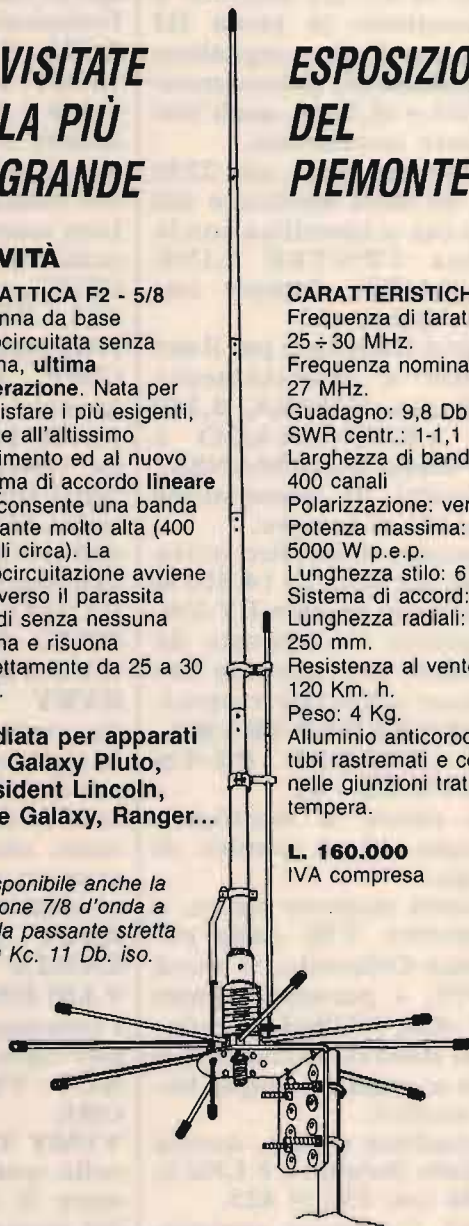 VISITATE
LA PIÙ
GRANDE
VITÀ
ATTICA F2 - 5/8
nna da base
ocircuitata senza
na, ultima
erazione. Nata per
isfare i più esigenti,
e all'altissimo
imento ed al nuovo
ma di accordo lineare
consente una banda
ante molto alta (400
li circa). La
ocircuitazione avviene
verso il parassita
di senza nessuna
na e risuona
ettamente da 25 a 30
diata per apparati
Galaxy Pluto,
sident Lincoln,
e Galaxy, Ranger...
sponibile anche la
one 7/8 d'onda a
da passante stretta
Kc. 11 Db. iso.
ESPOSIZIO
DEL
PIEMONTE
CARATTERISTICH
Frequenza di tarat
25÷30 MHz.
Frequenza nomina
27 MHz.
Guadagno: 9,8 Db
SWR centr.: 1-1,1
Larghezza di band
400 canali
Polarizzazione: ver
Potenza massima:
5000 W p.e.p.
Lunghezza stilo: 6
Sistema di accord:
Lunghezza radiali:
250 mm.
Resistenza al vento
120 Km. h.
Peso: 4 Kg.
Alluminio anticoroc
tubi rastremati e co
nelle giunzioni trat
tempera.
L. 160.000
IVA compresa